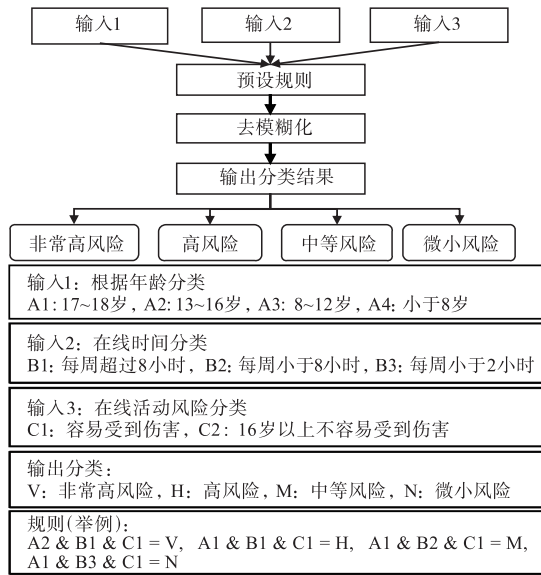 输入1
输入2
输入3
预设规则
去模糊化
输出分类结果
非常高风险
高风险
中等风险
微小风险
输入1：根据年龄分类
A1：17~18岁，A2：13~16岁，A3：8~12岁，A4：小于8岁
输入2：在线时间分类
B1：每周超过8小时，B2：每周小于8小时，B3：每周小于2小时
输入3：在线活动风险分类
C1：容易受到伤害，C2：16岁以上不容易受到伤害
输出分类：
V：非常高风险，H：高风险，M：中等风险，N：微小风险
规则(举例)：
A2 & B1 & C1 = V，A1 & B1 & C1 = H，A1 & B2 & C1 = M，
A1 & B3 & C1 = N